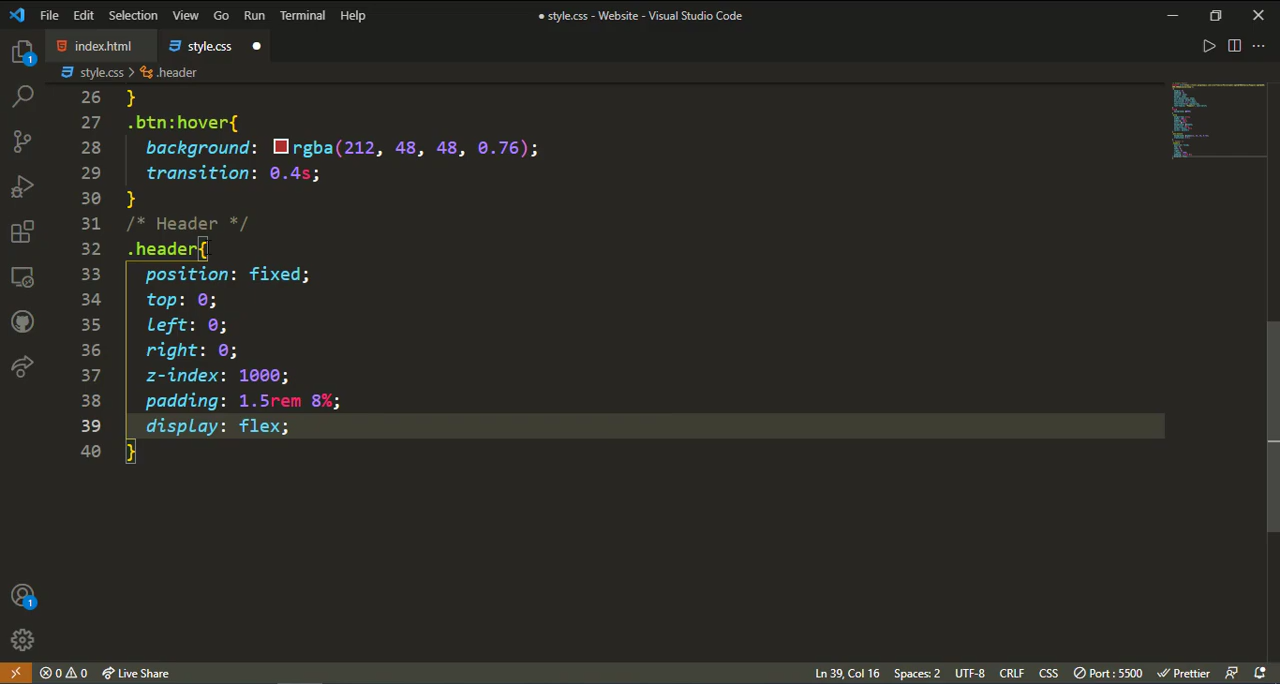 File Edit Selection View Go Run Terminal Help ● style.css - Website - Visual Studio Code
index.html style.css ●
style.css > .header
26 }
27 .btn:hover{
28 background: rgba(212, 48, 48, 0.76);
29 transition: 0.4s;
30 }
31 /* Header */
32 .header{
33 position: fixed;
34 top: 0;
35 left: 0;
36 right: 0;
37 z-index: 1000;
38 padding: 1.5rem 8%;
39 display: flex;
40 }
1
1
0 0 Live Share Ln 39, Col 16 Spaces: 2 UTF-8 CRLF CSS Port : 5500 Prettier